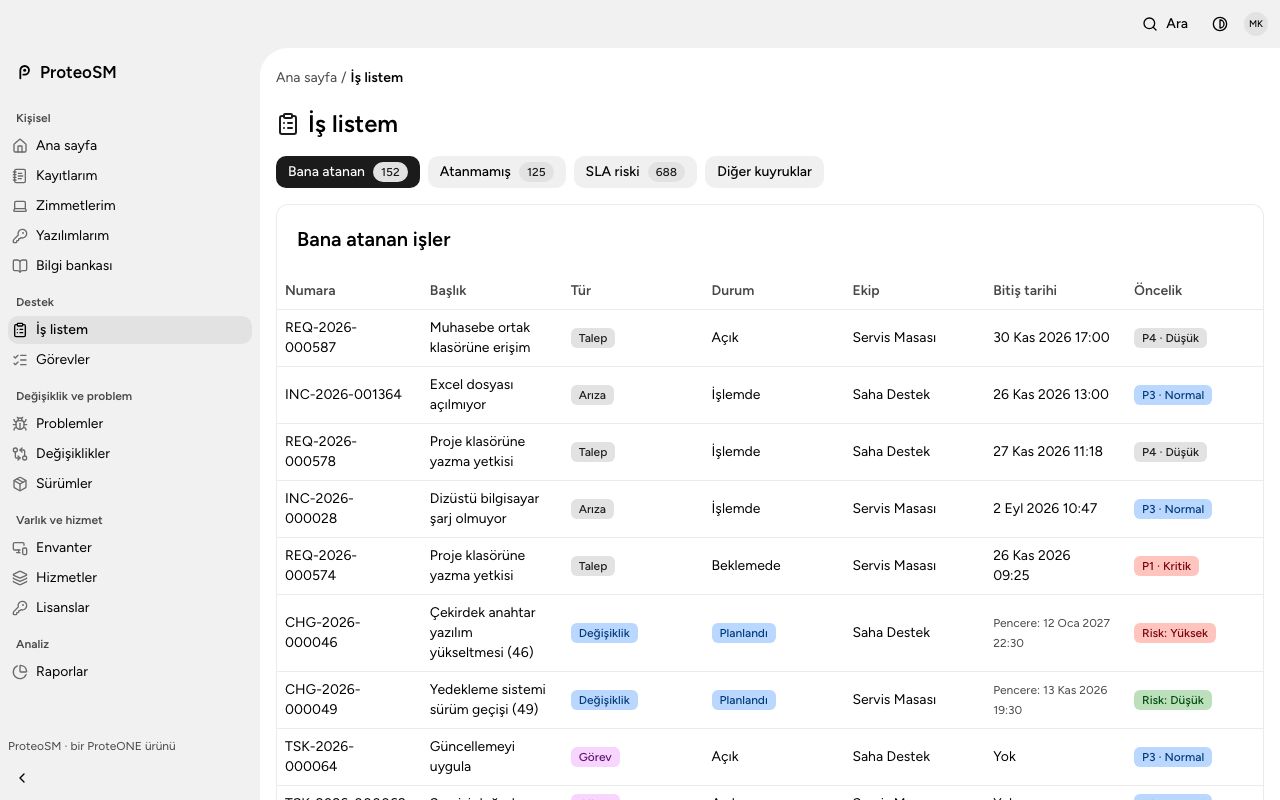 Ara
MK
ProteoSM
Kişisel
Ana sayfa
Kayıtlarım
Zimmetlerim
Yazılımlarım
Bilgi bankası
Destek
İş listem
Görevler
Değişiklik ve problem
Problemler
Değişiklikler
Sürümler
Varlık ve hizmet
Envanter
Hizmetler
Lisanslar
Analiz
Raporlar
ProteoSM · bir ProteONE ürünü
Ana sayfa / İş listem
İş listem
Bana atanan 152 Atanmamış 125 SLA riski 688 Diğer kuyruklar
Bana atanan işler
Numara Başlık Tür Durum Ekip Bitiş tarihi Öncelik
REQ-2026-
000587
Muhasebe ortak
klasörüne erişim
Talep Açık Servis Masası 30 Kas 2026 17:00 P4 · Düşük
INC-2026-001364
Excel dosyası
açılmıyor
Arıza İşlemde Saha Destek 26 Kas 2026 13:00 P3 · Normal
REQ-2026-
000578
Proje klasörüne
yazma yetkisi
Talep İşlemde Saha Destek 27 Kas 2026 11:18 P4 · Düşük
INC-2026-
000028
Dizüstü bilgisayar
şarj olmuyor
Arıza İşlemde Servis Masası 2 Eyl 2026 10:47 P3 · Normal
REQ-2026-
000574
Proje klasörüne
yazma yetkisi
Talep Beklemede Servis Masası
26 Kas 2026
09:25
P1 · Kritik
CHG-2026-
000046
Çekirdek anahtar
yazılım
yükseltmesi (46)
Değişiklik Planlandı Saha Destek
Pencere: 12 Oca 2027
22:30
Risk: Yüksek
CHG-2026-
000049
Yedekleme sistemi
sürüm geçişi (49)
Değişiklik Planlandı Servis Masası
Pencere: 13 Kas 2026
19:30
Risk: Düşük
TSK-2026-
000064
Güncellemeyi
uygula
Görev Açık Saha Destek Yok P3 · Normal